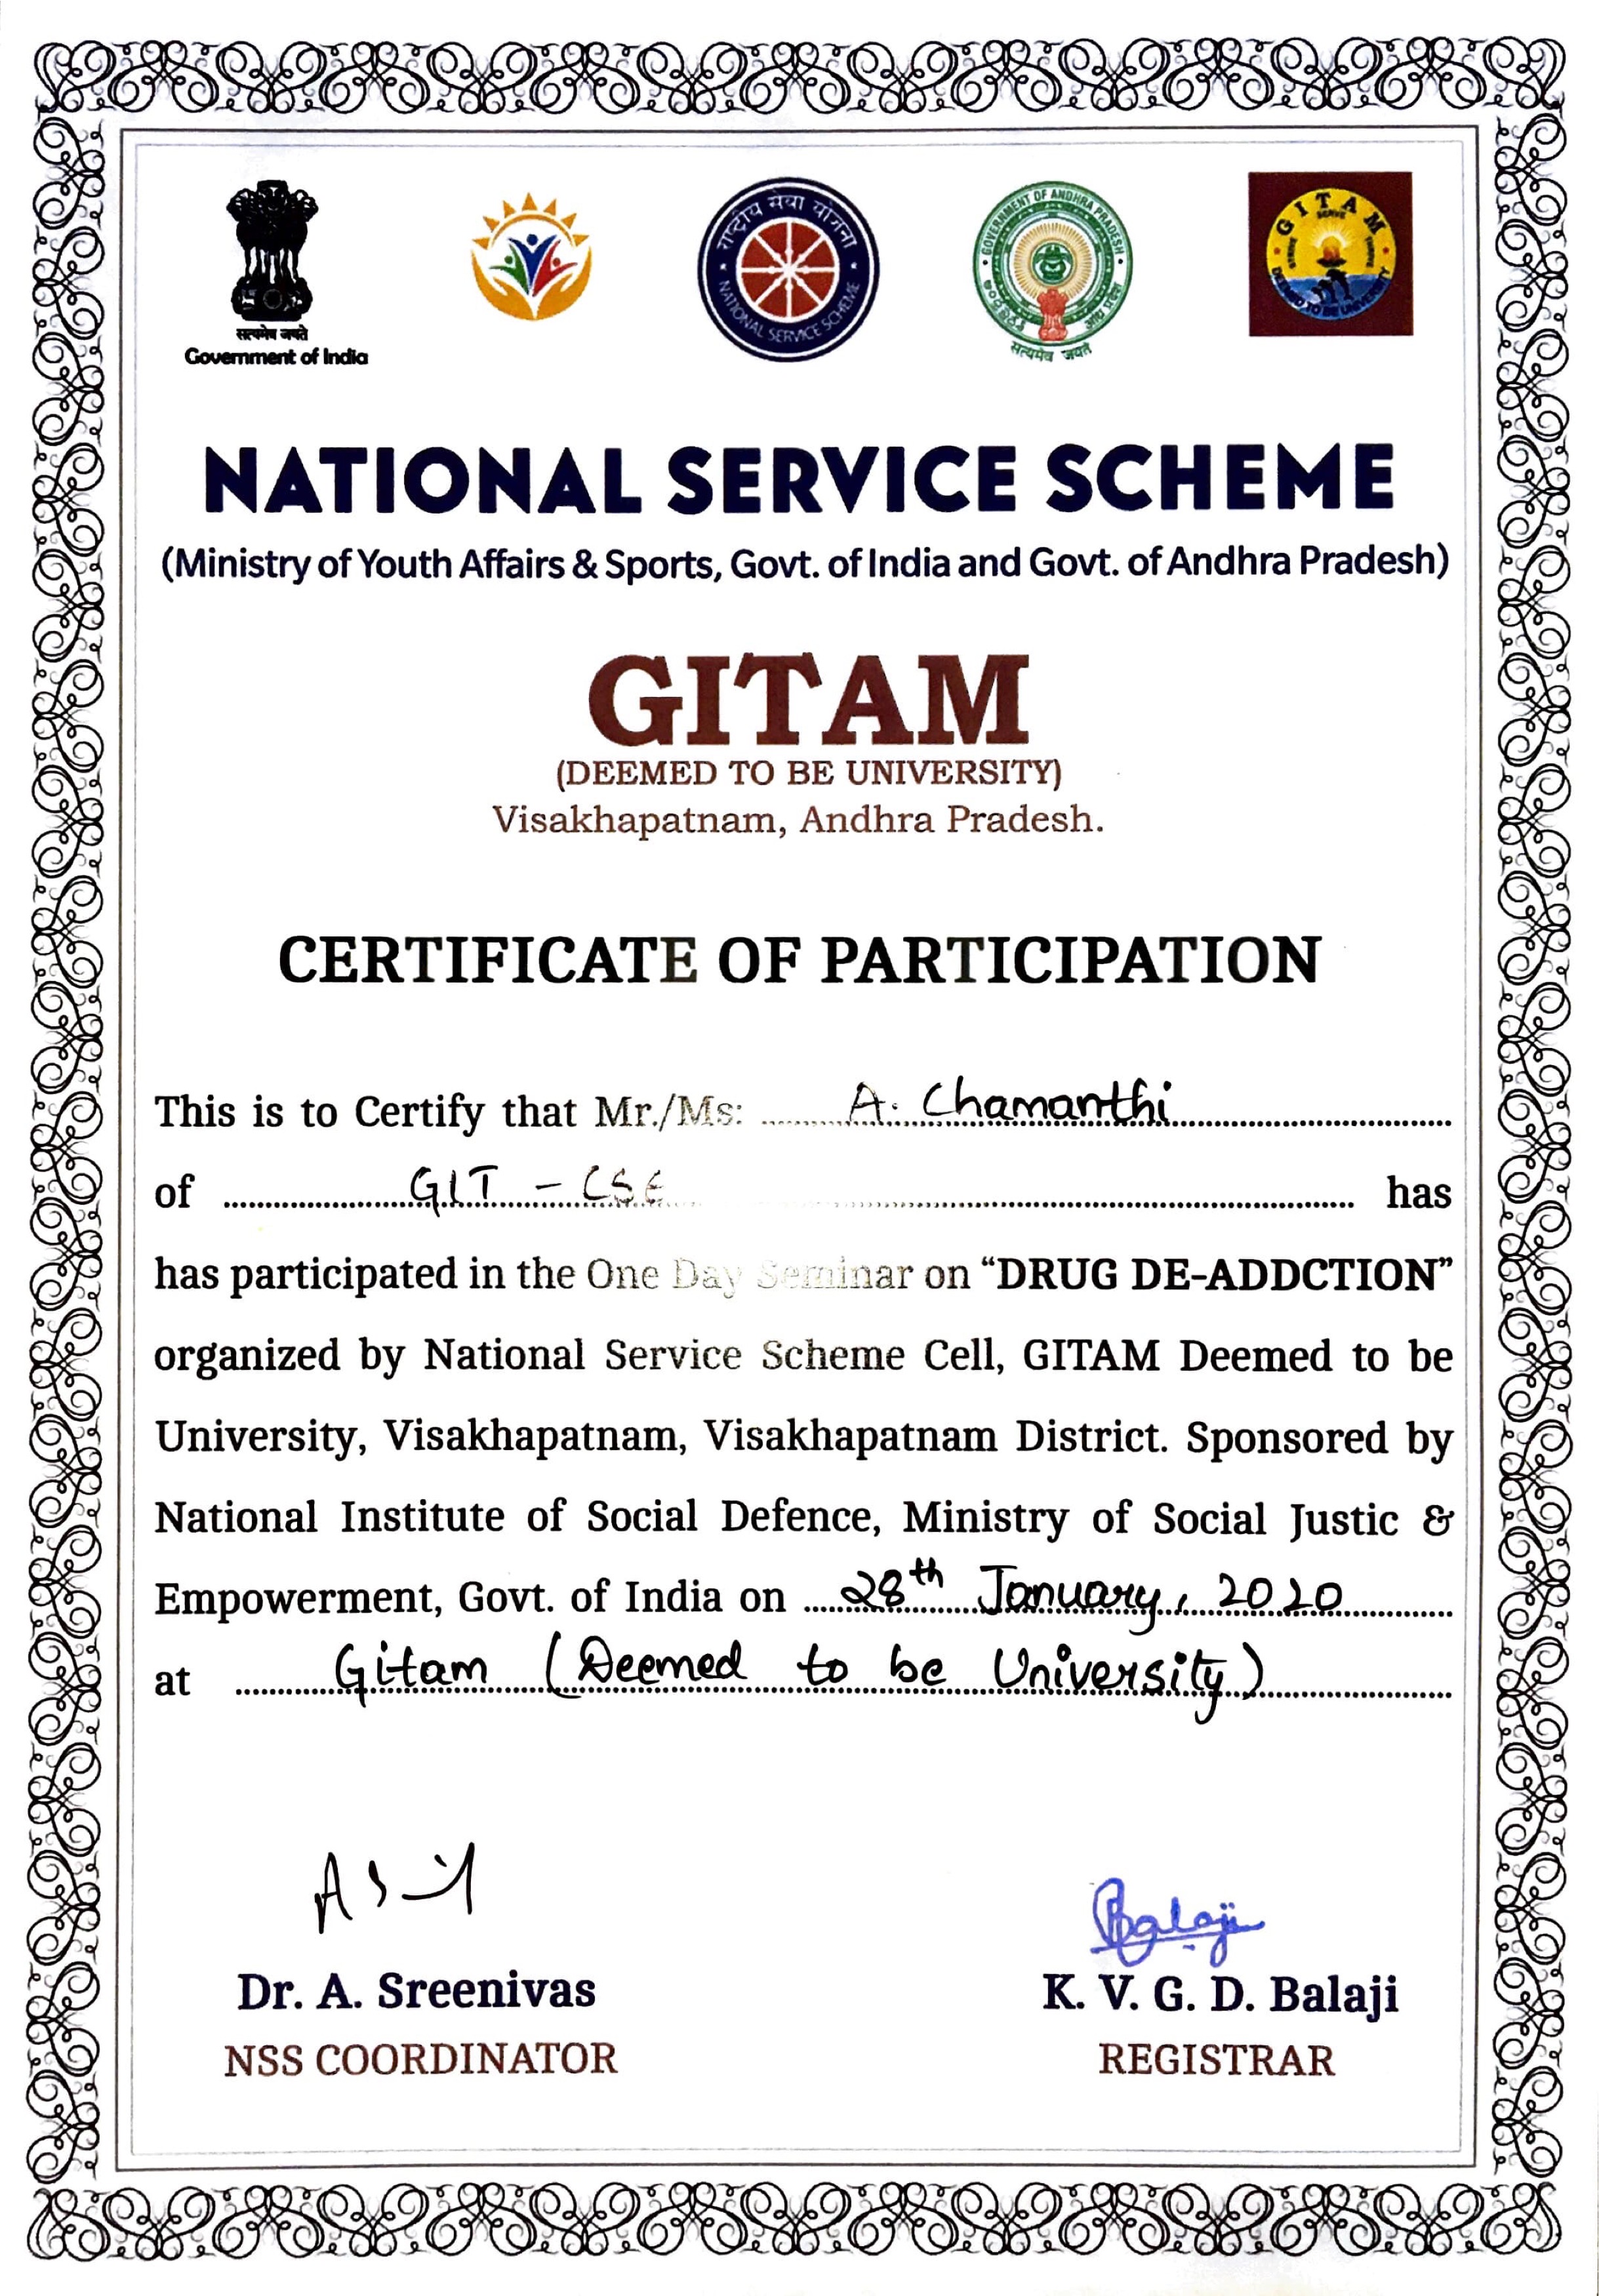 सत्यमेव जयते
Government of India
राष्ट्रीय सेवा योजना
NATIONAL SERVICE SCHEME
GOVERNMENT OF ANDHRA PRADESH
सत्यमेव जयते
GITAM
SERVE
DEEMED TO BE UNIVERSITY
NATIONAL SERVICE SCHEME
(Ministry of Youth Affairs & Sports, Govt. of India and Govt. of Andhra Pradesh)
GITAM
(DEEMED TO BE UNIVERSITY)
Visakhapatnam, Andhra Pradesh.
CERTIFICATE OF PARTICIPATION
This is to Certify that Mr./Ms: A. Chamanthi
of GIT - CSE has
has participated in the One Day Seminar on “DRUG DE-ADDCTION”
organized by National Service Scheme Cell, GITAM Deemed to be
University, Visakhapatnam, Visakhapatnam District. Sponsored by
National Institute of Social Defence, Ministry of Social Justic &
Empowerment, Govt. of India on 28th January, 2020
at Gitam (Deemed to be University)
Balaji
Dr. A. Sreenivas K. V. G. D. Balaji
NSS COORDINATOR REGISTRAR